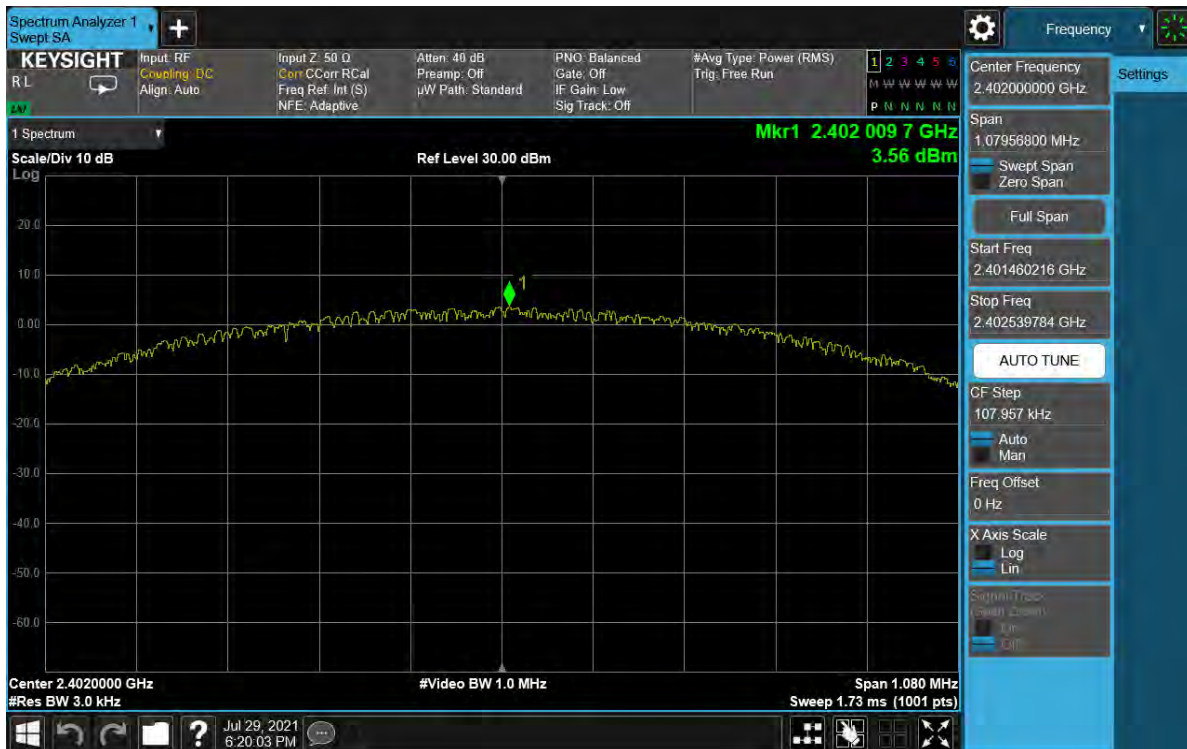 Spectrum Analyzer 1
Swept SA
+
Frequency
KEYSIGHT
R L
Input: RF
Coupling: DC
Align: Auto
Input Z: 50 Ω
Corr CCorr RCal
Freq Ref: Int (S)
NFE: Adaptive
Atten: 40 dB
Preamp: Off
µW Path: Standard
PNO: Balanced
Gate: Off
IF Gain: Low
Sig Track: Off
#Avg Type: Power (RMS)
Trig: Free Run
1 2 3 4 5 6
M W W W W W
P N N N N N
Center Frequency
2.402000000 GHz
Settings
Span
1.07956800 MHz
Swept Span
Zero Span
Full Span
Start Freq
2.401460216 GHz
Stop Freq
2.402539784 GHz
AUTO TUNE
CF Step
107.957 kHz
Auto
Man
Freq Offset
0 Hz
X Axis Scale
Log
Lin
Signal Track
(Span Zoom)
On
Off
1 Spectrum
Mkr1 2.402 009 7 GHz
Scale/Div 10 dB
Ref Level 30.00 dBm
3.56 dBm
Log
20.0
10.0
1
0.00
-10.0
-20.0
-30.0
-40.0
-50.0
-60.0
Center 2.4020000 GHz
#Video BW 1.0 MHz
Span 1.080 MHz
#Res BW 3.0 kHz
Sweep 1.73 ms (1001 pts)
?
Jul 29, 2021
6:20:03 PM